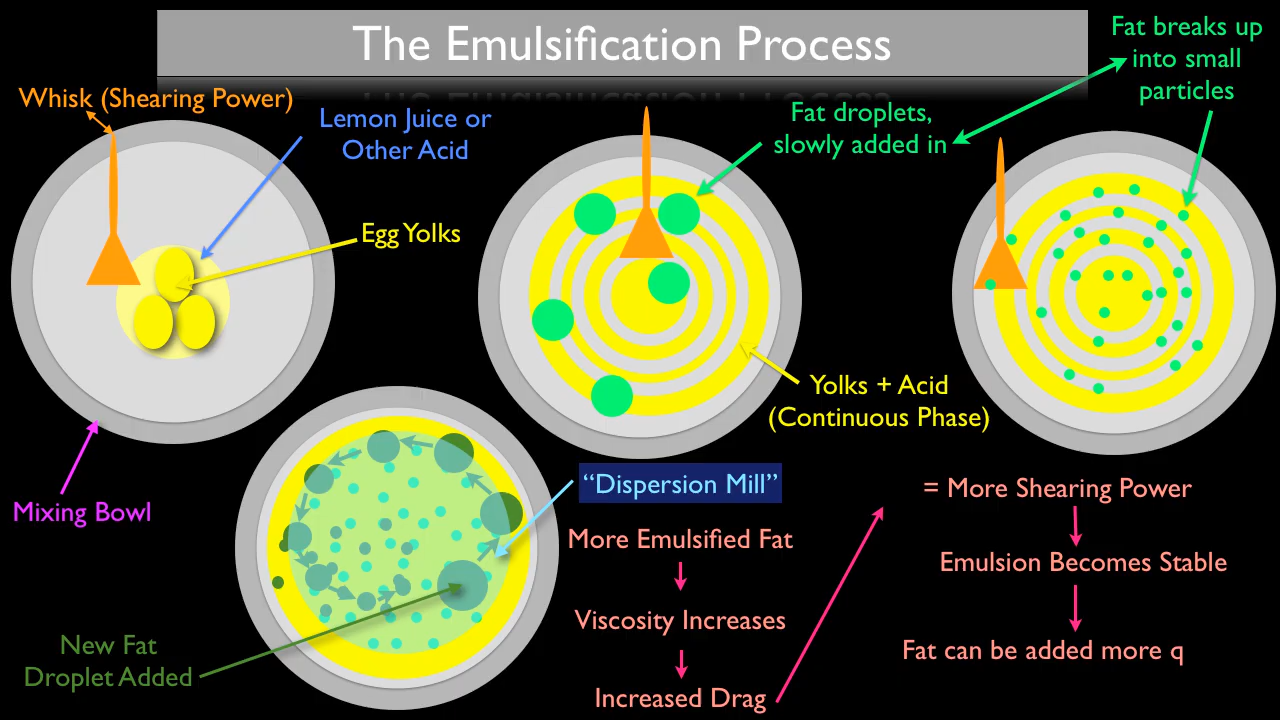 The Emulsification Process
Fat breaks up
into small
particles
Whisk (Shearing Power)
Lemon Juice or
Other Acid
Fat droplets,
slowly added in
Egg Yolks
Yolks + Acid
(Continuous Phase)
Mixing Bowl
“Dispersion Mill”
More Emulsified Fat
Viscosity Increases
Increased Drag
= More Shearing Power
Emulsion Becomes Stable
Fat can be added more q
New Fat
Droplet Added